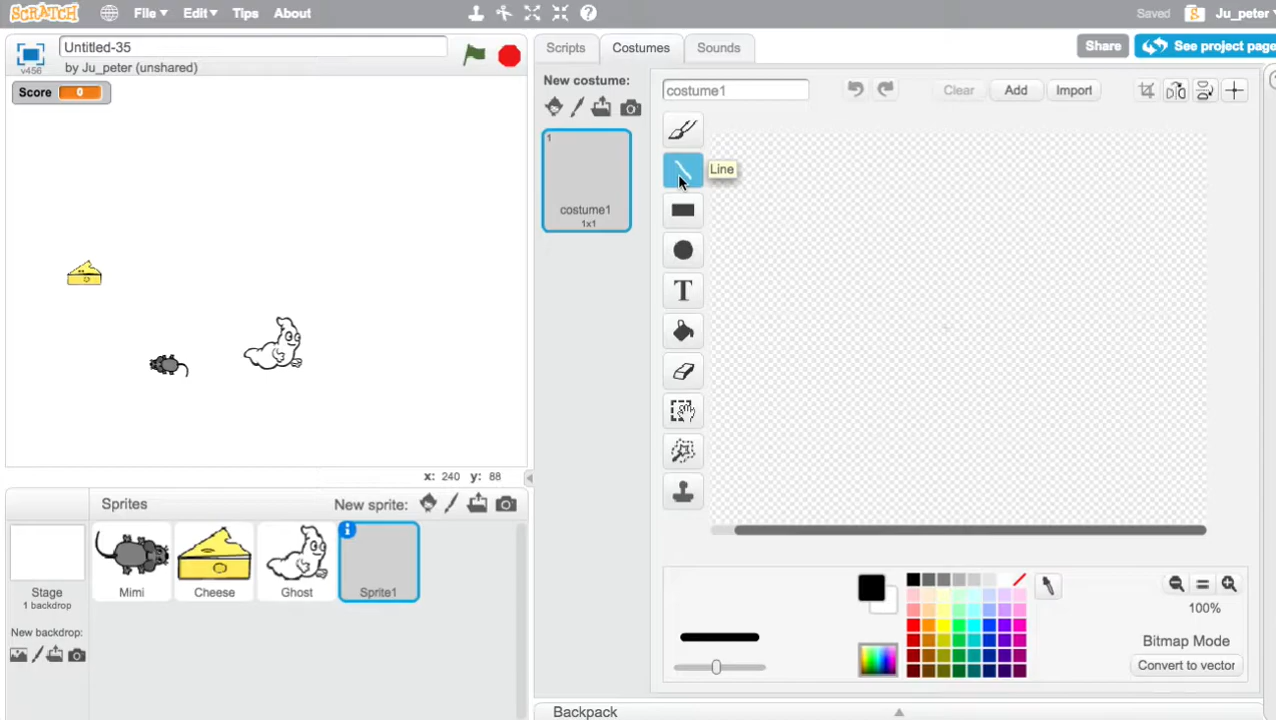 SCRATCH File▾ Edit▾ Tips About Saved Ju_peter
Untitled-35
by Ju_peter (unshared)
v456
Scripts Costumes Sounds Share See project page
Score 0
New costume:
costume1 Clear Add Import
1
costume1
1x1
Line
T
x: 240 y: 88
Sprites New sprite:
Stage
1 backdrop
New backdrop:
Mimi Cheese Ghost Sprite1
100%
Bitmap Mode
Convert to vector
Backpack